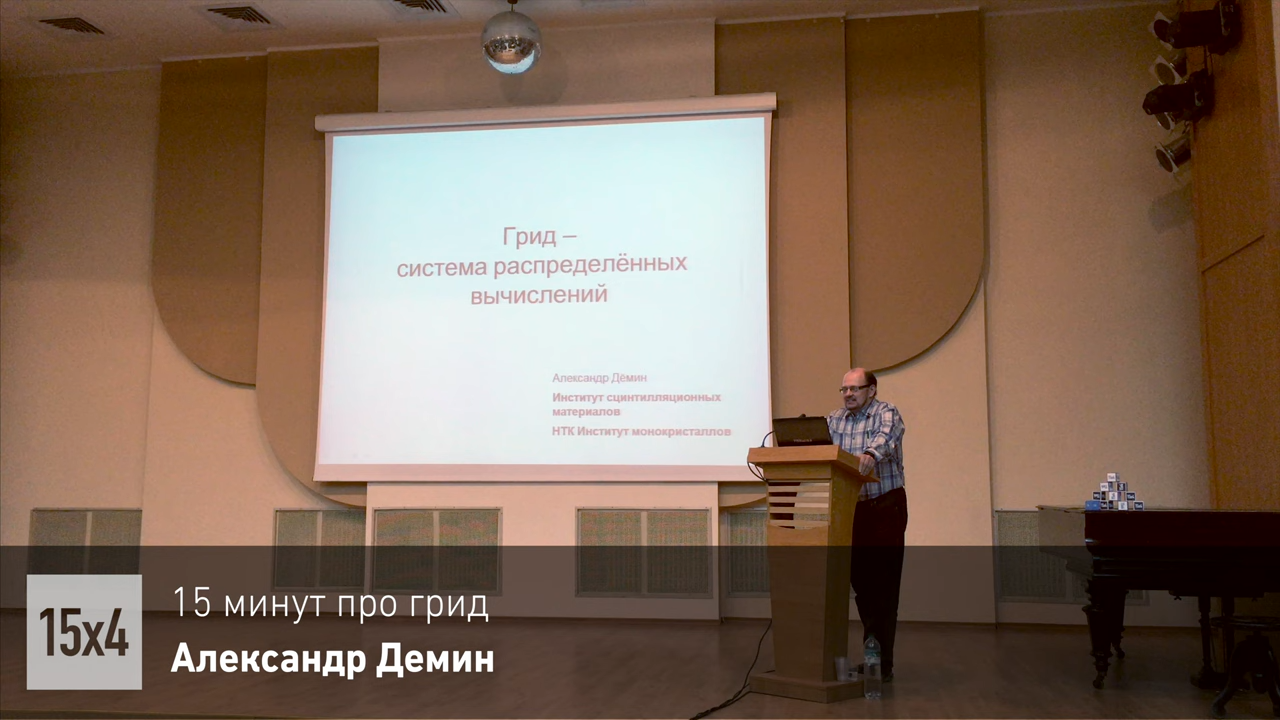 Грид –
система распределённых
вычислений
Александр Дёмин
Институт сцинтилляционных
материалов
НТК Институт монокристаллов
15x4
15 минут про грид
Александр Демин